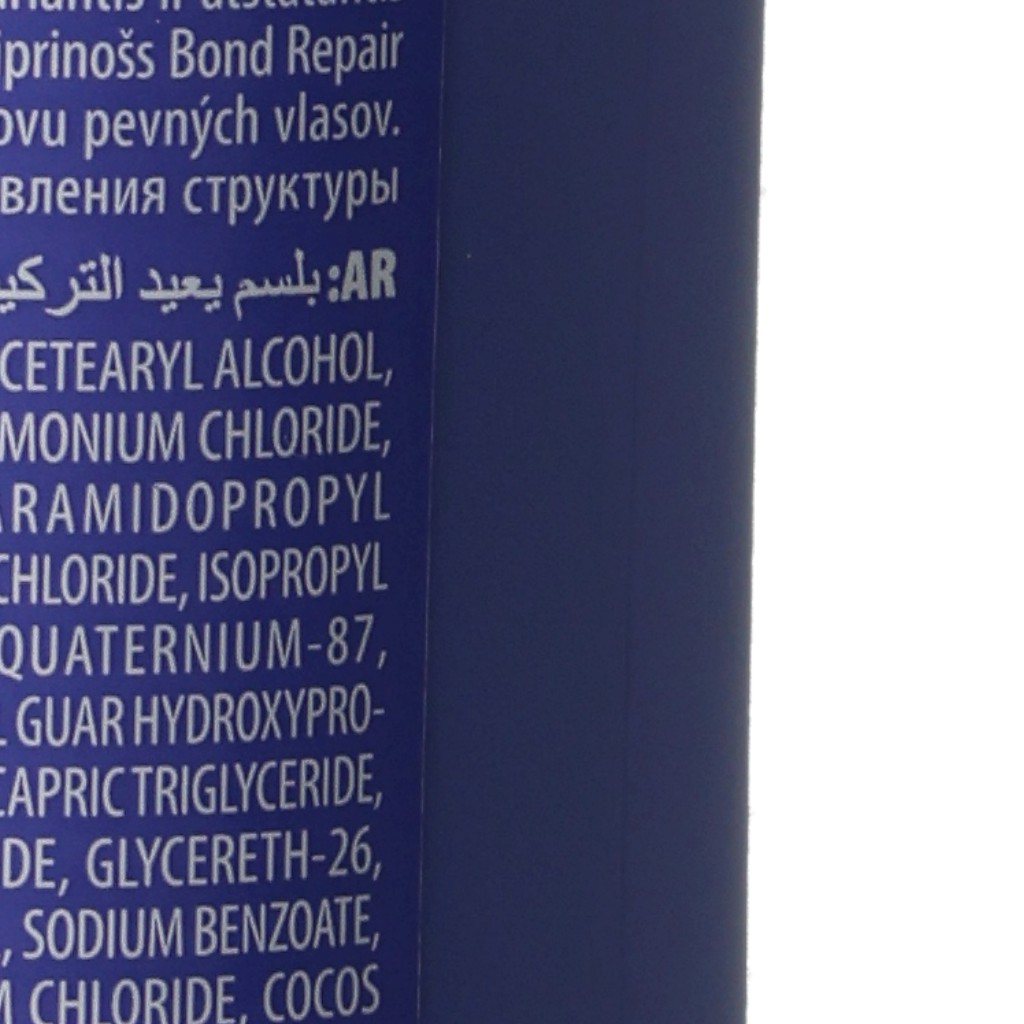 iprinošs Bond Repair
ovu pevných vlasov.
вления структуры
AR: بلسم يعيد
CETEARYL ALCOHOL,
MONIUM CHLORIDE,
ARAMIDOPROPYL
CHLORIDE, ISOPROPYL
QUATERNIUM-87,
GUAR HYDROXYPRO-
CAPRIC TRIGLYCERIDE,
DE, GLYCERETH-26,
, SODIUM BENZOATE,
M CHLORIDE, COCOS